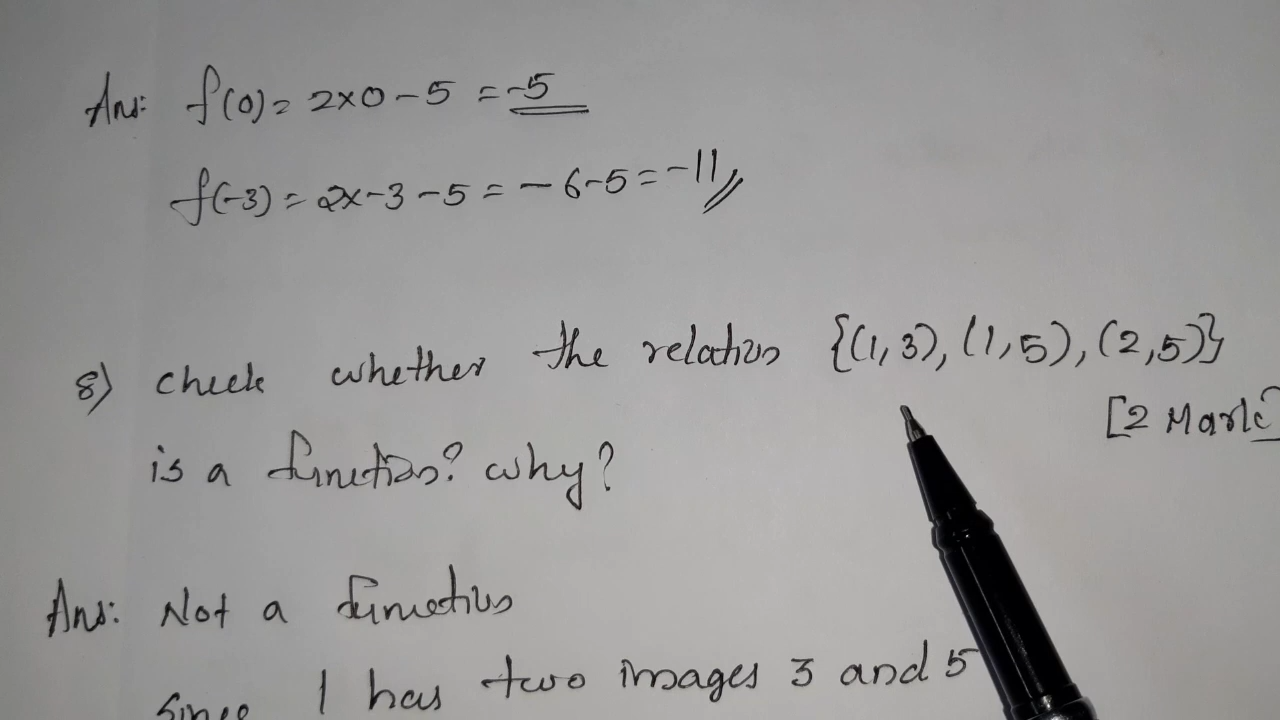 Ans: f(0) = 2×0-5 = -5
f(-3) = 2×-3-5 = -6-5 = -11
8) check whether the relation {(1,3), (1,5), (2,5)}
[2 Mark]
is a function? why?
Ans: Not a function
Since 1 has two images 3 and 5